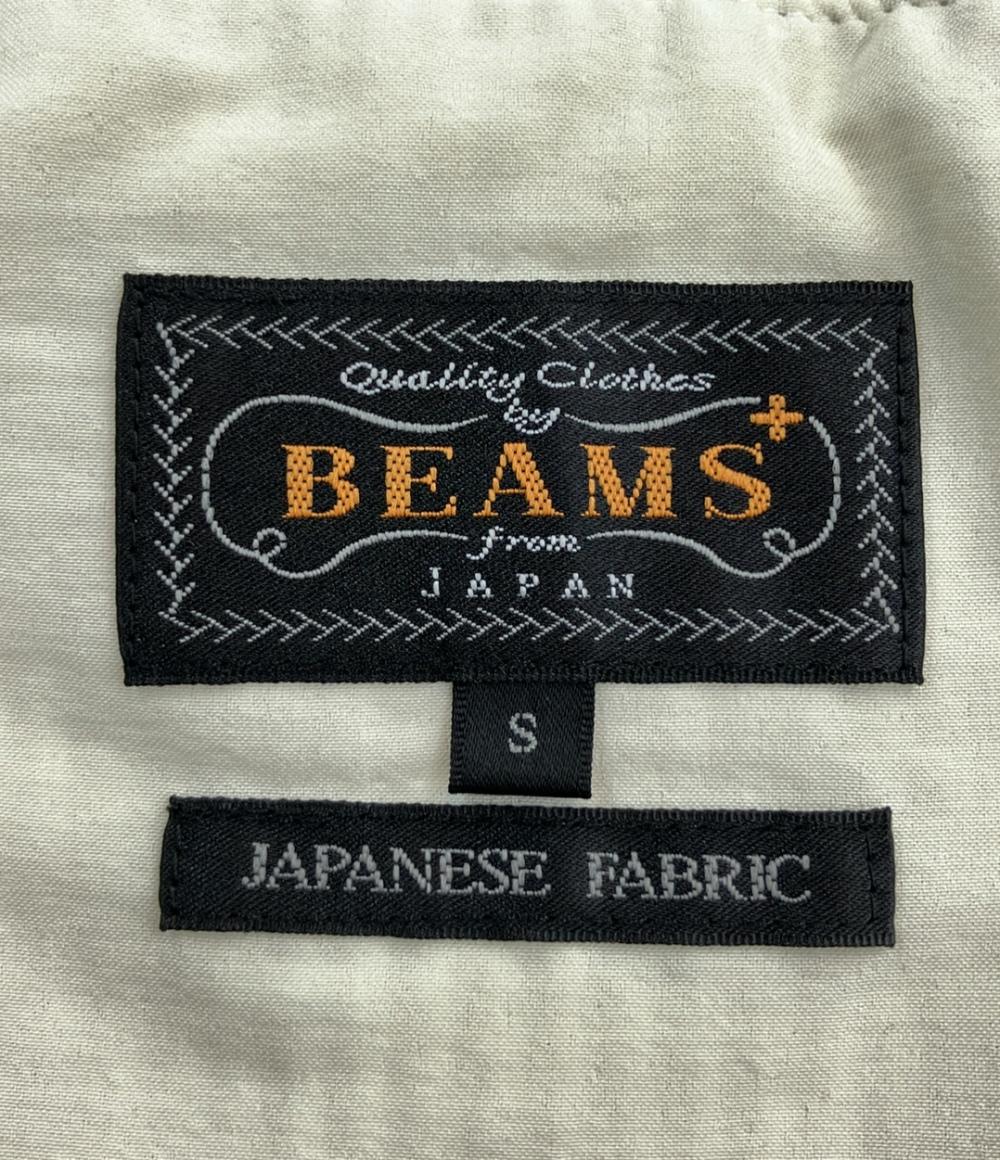 Quality Clothes
by
BEAMS+
from
JAPAN
S
JAPANESE FABRIC